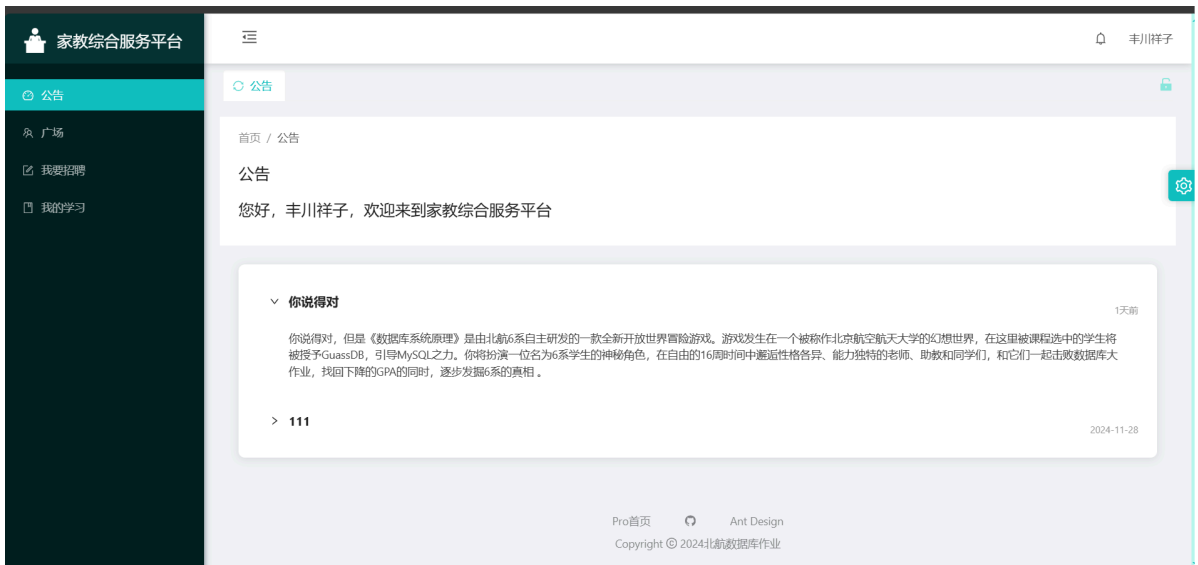 家教综合服务平台
丰川祥子
公告
公告
广场
我要招聘
我的学习
首页 / 公告
公告
您好，丰川祥子，欢迎来到家教综合服务平台
你说得对
1天前
你说得对，但是《数据库系统原理》是由北航6系自主研发的一款全新开放世界冒险游戏。游戏发生在一个被称作北京航空航天大学的幻想世界，在这里被课程选中的学生将
被授予GuassDB，引导MySQL之力。你将扮演一位名为6系学生的神秘角色，在自由的16周时间中邂逅性格各异、能力独特的老师、助教和同学们，和它们一起击败数据库大
作业，找回下降的GPA的同时，逐步发掘6系的真相 。
111
2024-11-28
Pro首页
Ant Design
Copyright © 2024北航数据库作业